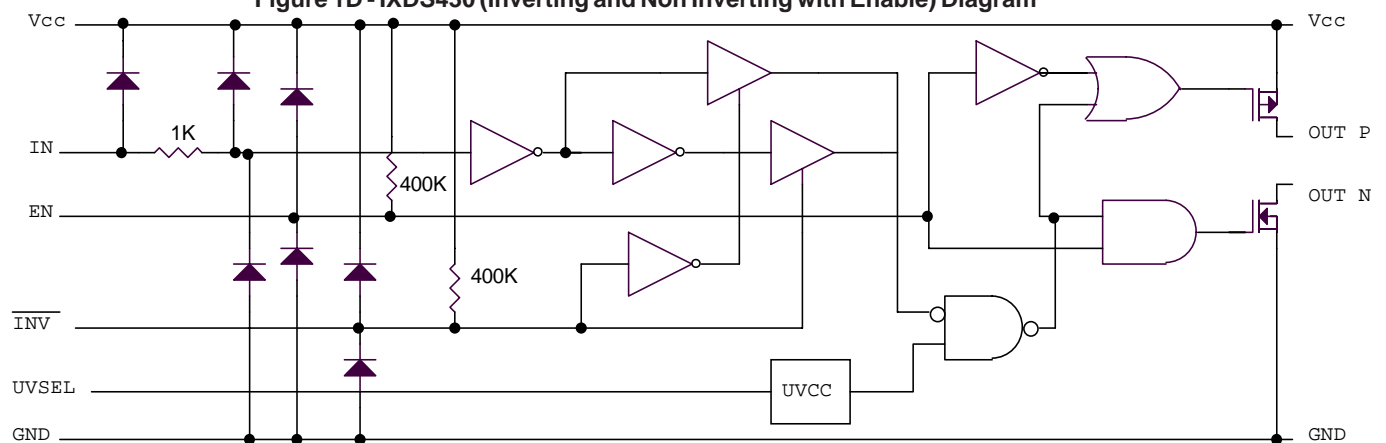 Figure 1D - IXDS430 (Inverting and Non Inverting with Enable) Diagram
Vcc
Vcc
1K
IN
OUT P
400K
EN
OUT N
400K
INV
UVSEL
UVCC
GND
GND